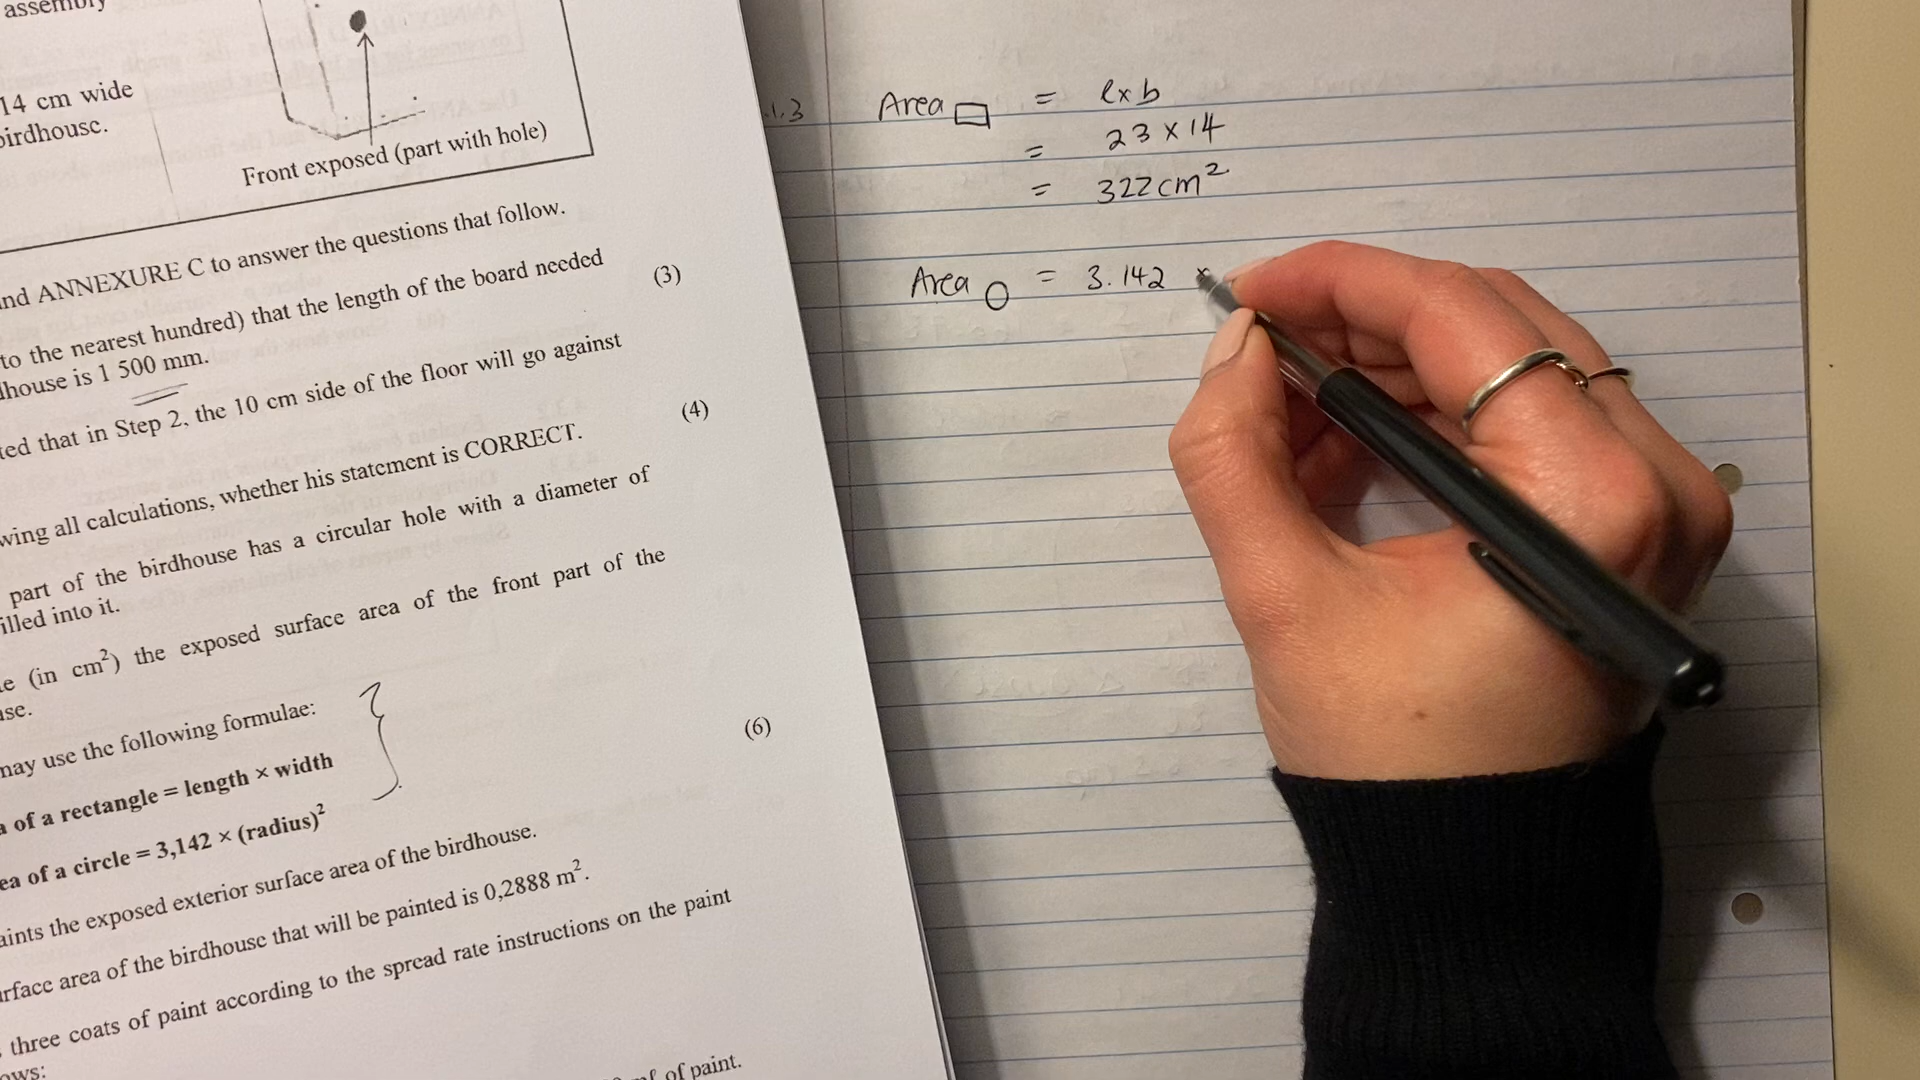 assembly
14 cm wide
birdhouse.
Front exposed (part with hole)
and ANNEXURE C to answer the questions that follow.
to the nearest hundred) that the length of the board needed
house is 1 500 mm.
(3)
ted that in Step 2, the 10 cm side of the floor will go against
wing all calculations, whether his statement is CORRECT.
(4)
part of the birdhouse has a circular hole with a diameter of
illed into it.
e (in cm²) the exposed surface area of the front part of the
se.
may use the following formulae:
a of a rectangle = length × width
ea of a circle = 3,142 × (radius)²
(6)
aints the exposed exterior surface area of the birdhouse.
urface area of the birdhouse that will be painted is 0,2888 m².
three coats of paint according to the spread rate instructions on the paint
ows:
mℓ of paint.
.1.3 Area ▭ = l×b
= 23 × 14
= 322cm²
Area ○ = 3.142 ×